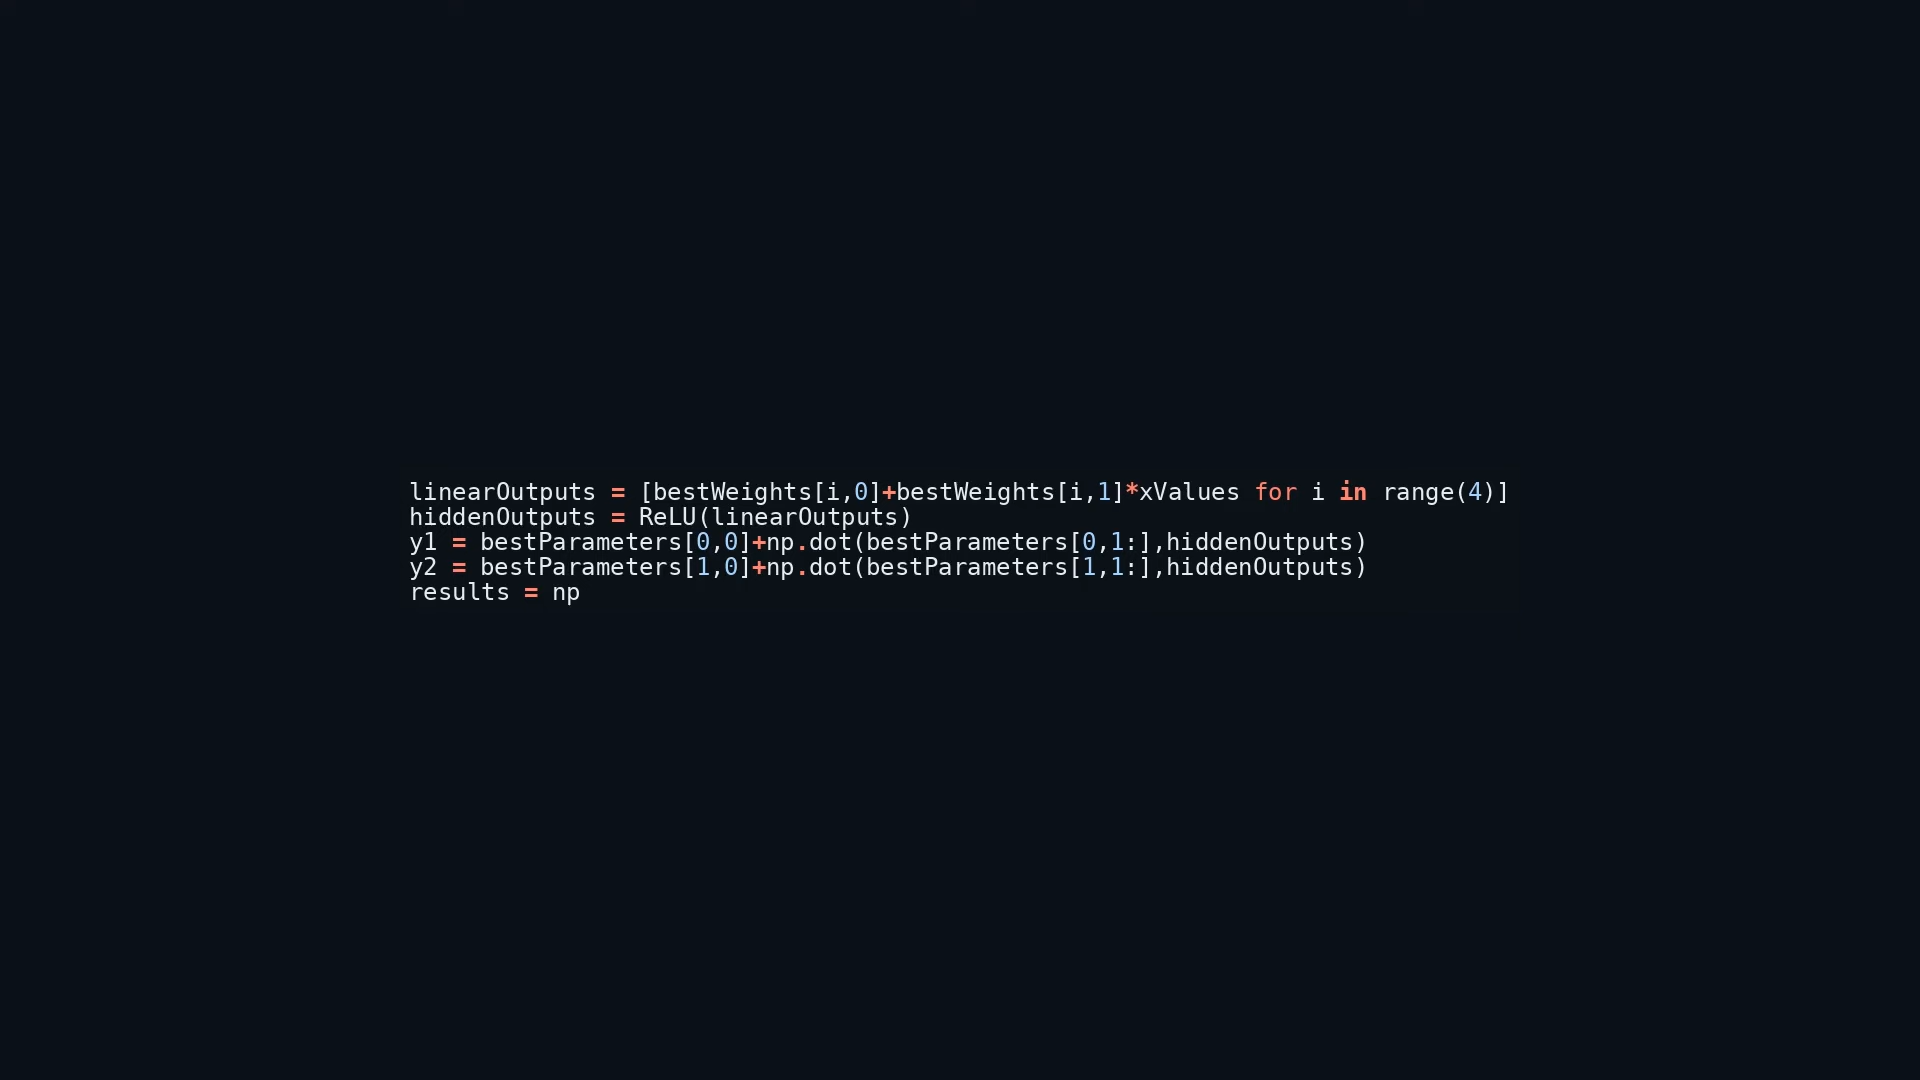 linearOutputs = [bestWeights[i,0]+bestWeights[i,1]*xValues for i in range(4)]
hiddenOutputs = ReLU(linearOutputs)
y1 = bestParameters[0,0]+np.dot(bestParameters[0,1:],hiddenOutputs)
y2 = bestParameters[1,0]+np.dot(bestParameters[1,1:],hiddenOutputs)
results = np